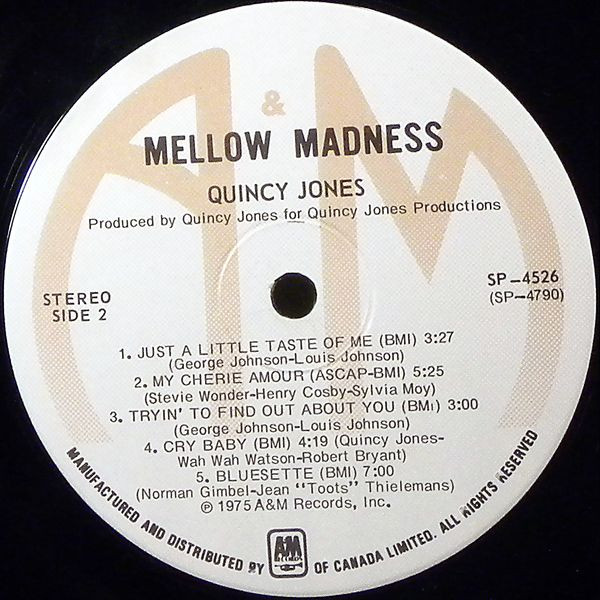 &
MELLOW MADNESS
QUINCY JONES
Produced by Quincy Jones for Quincy Jones Productions
STEREO
SIDE 2
SP-4526
(SP-4790)
1. JUST A LITTLE TASTE OF ME (BMI) 3:27
(George Johnson-Louis Johnson)
2. MY CHERIE AMOUR (ASCAP-BMI) 5:25
(Stevie Wonder-Henry Cosby-Sylvia Moy)
3. TRYIN' TO FIND OUT ABOUT YOU (BMI) 3:00
(George Johnson-Louis Johnson)
4. CRY BABY (BMI) 4:19 (Quincy Jones-
Wah Wah Watson-Robert Bryant)
5. BLUESETTE (BMI) 7:00
(Norman Gimbel-Jean "Toots" Thielemans)
℗ 1975 A&M Records, Inc.
MANUFACTURED AND DISTRIBUTED BY A&M RECORDS OF CANADA LIMITED. ALL RIGHTS RESERVED